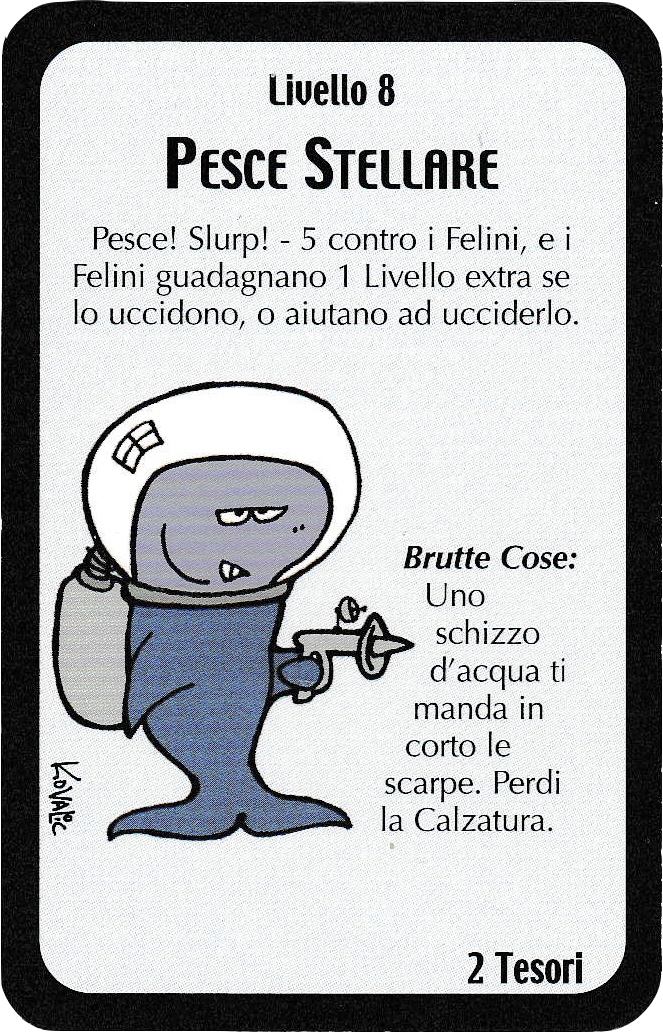 Livello 8
Pesce Stellare
Pesce! Slurp! - 5 contro i Felini, e i
Felini guadagnano 1 Livello extra se
lo uccidono, o aiutano ad ucciderlo.
Brutte Cose:
Uno
schizzo
d'acqua ti
manda in
corto le
scarpe. Perdi
la Calzatura.
Kovalic
2 Tesori